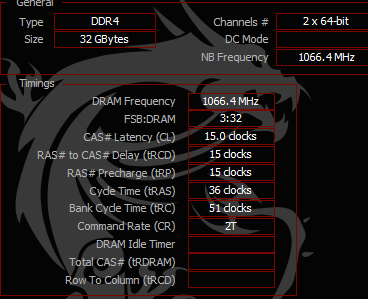 General
Type DDR4 Channels # 2 x 64-bit
Size 32 GBytes DC Mode
NB Frequency 1066.4 MHz
Timings
DRAM Frequency 1066.4 MHz
FSB:DRAM 3:32
CAS# Latency (CL) 15.0 clocks
RAS# to CAS# Delay (tRCD) 15 clocks
RAS# Precharge (tRP) 15 clocks
Cycle Time (tRAS) 36 clocks
Bank Cycle Time (tRC) 51 clocks
Command Rate (CR) 2T
DRAM Idle Timer
Total CAS# (tRDRAM)
Row To Column (tRCD)